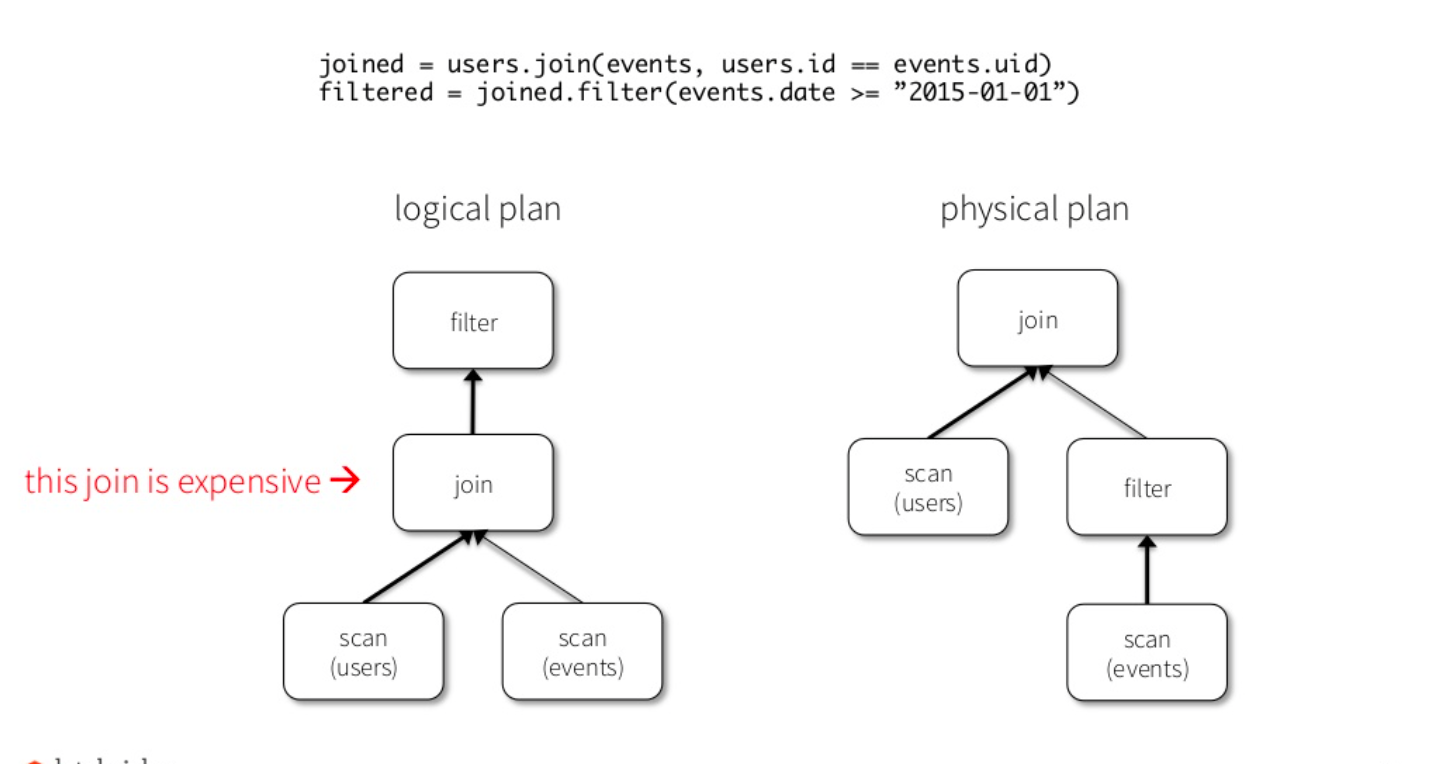 joined = users.join(events, users.id == events.uid)
filtered = joined.filter(events.date >= ”2015-01-01”)
logical plan
physical plan
filter
join
this join is expensive →
join
scan
(users)
filter
scan
(users)
scan
(events)
scan
(events)